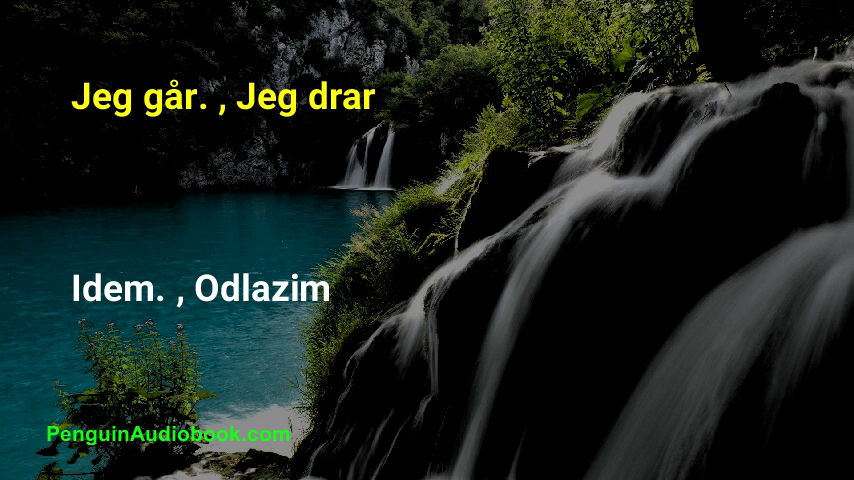 Jeg går. , Jeg drar
Idem. , Odlazim
PenguinAudiobook.com